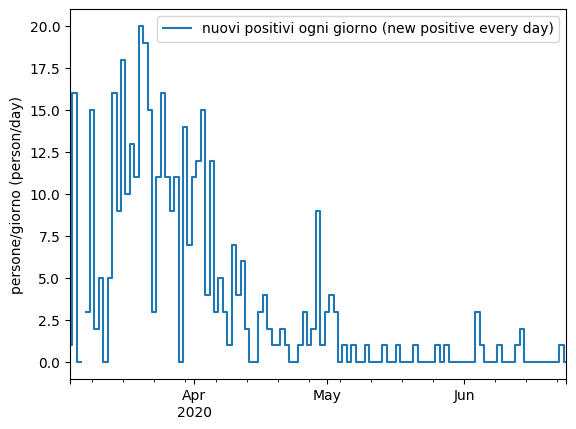 nuovi positivi ogni giorno (new positive every day)
persone/giorno (person/day)
20.0
17.5
15.0
12.5
10.0
7.5
5.0
2.5
0.0
Apr
2020
May
Jun